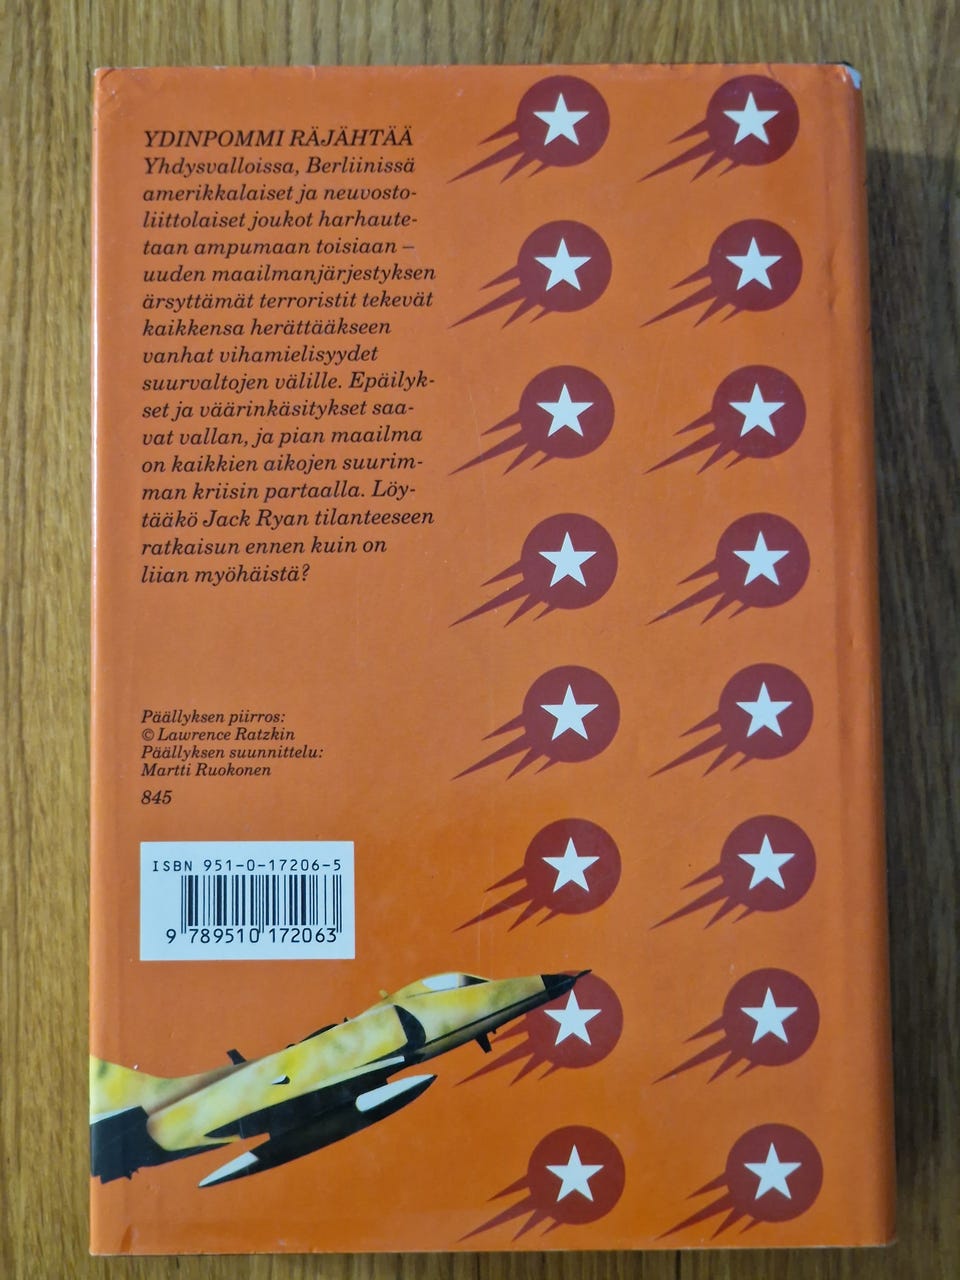 YDINPOMMI RÄJÄHTÄÄ
Yhdysvalloissa, Berliinissä
amerikkalaiset ja neuvosto-
liittolaiset joukot harhaute-
taan ampumaan toisiaan –
uuden maailmanjärjestyksen
ärsyttämät terroristit tekevät
kaikkensa herättääkseen
vanhat vihamielisyydet
suurvaltojen välille. Epäilyk-
set ja väärinkäsitykset saa-
vat vallan, ja pian maailma
on kaikkien aikojen suurim-
man kriisin partaalla. Löy-
tääkö Jack Ryan tilanteeseen
ratkaisun ennen kuin on
liian myöhäistä?
Päällyksen piirros:
© Lawrence Ratzkin
Päällyksen suunnittelu:
Martti Ruokonen
845
ISBN 951-0-17206-5
9 789510 172063